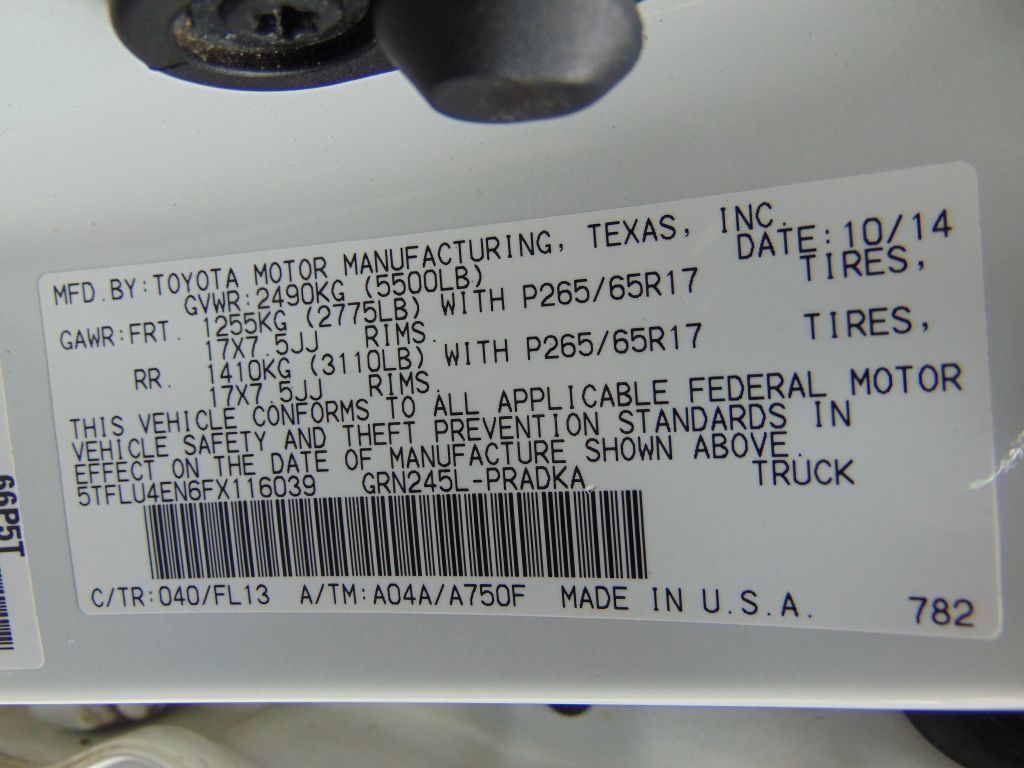 MFD.BY:TOYOTA MOTOR MANUFACTURING, TEXAS, INC.
GVWR:2490KG (5500LB) DATE:10/14
GAWR:FRT. 1255KG (2775LB) WITH P265/65R17 TIRES,
17X7.5JJ RIMS.
RR. 1410KG (3110LB) WITH P265/65R17 TIRES,
17X7.5JJ RIMS.
THIS VEHICLE CONFORMS TO ALL APPLICABLE FEDERAL MOTOR
VEHICLE SAFETY AND THEFT PREVENTION STANDARDS IN
EFFECT ON THE DATE OF MANUFACTURE SHOWN ABOVE.
5TFLU4EN6FX116039 GRN245L-PRADKA TRUCK
C/TR:040/FL13 A/TM:A04A/A750F MADE IN U.S.A. 782
66P5T